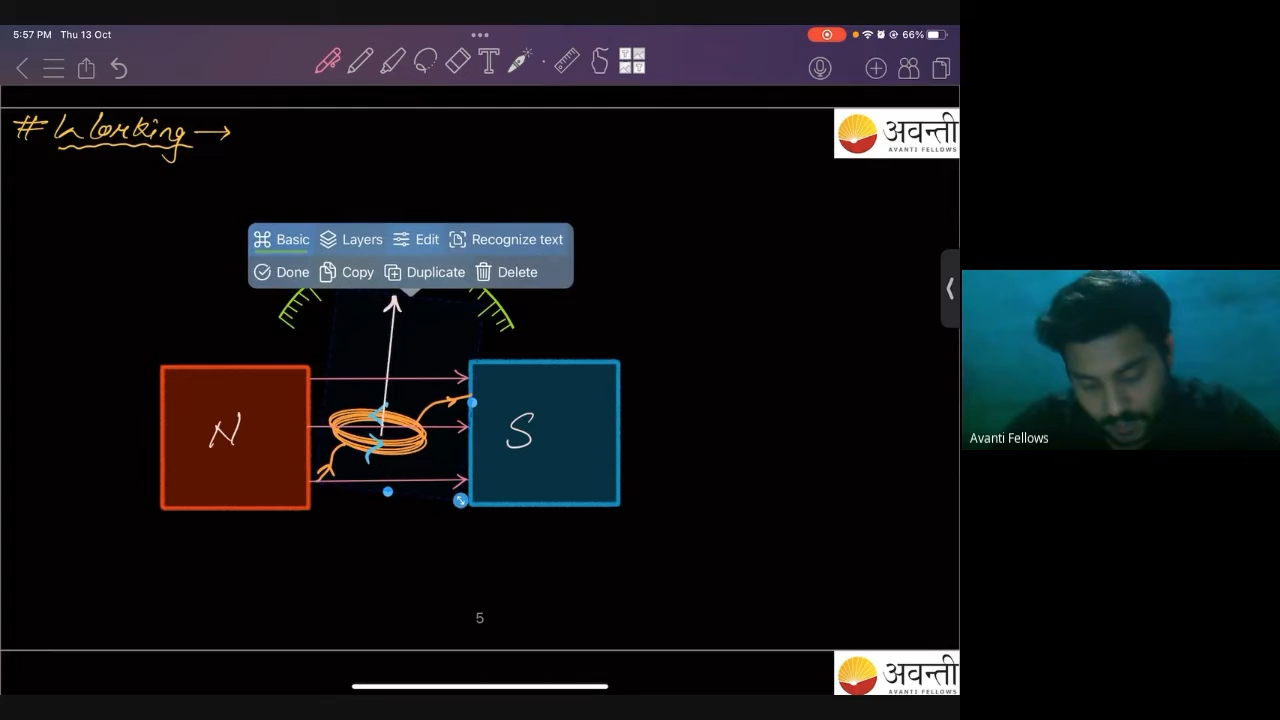 5:57 PM Thu 13 Oct
66%
# Working →
अवन्ती
AVANTI FELLOWS
Basic Layers Edit Recognize text
Done Copy Duplicate Delete
N
S
Avanti Fellows
5
अवन्ती
AVANTI FELLOWS